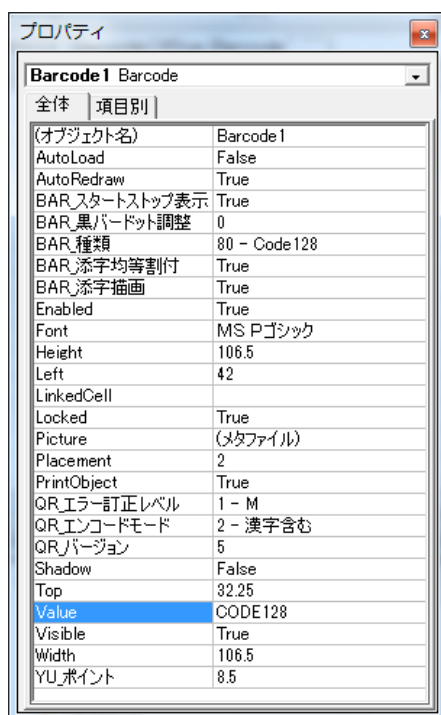 プロパティ
Barcode1 Barcode
全体 項目別
(オブジェクト名) Barcode1
AutoLoad False
AutoRedraw True
BAR_スタートストップ表示 True
BAR_黒バードット調整 0
BAR_種類 80 - Code128
BAR_添字均等割付 True
BAR_添字描画 True
Enabled True
Font MS Pゴシック
Height 106.5
Left 42
LinkedCell
Locked True
Picture (メタファイル)
Placement 2
PrintObject True
QR_エラー訂正レベル 1 - M
QR_エンコードモード 2 - 漢字含む
QR_バージョン 5
Shadow False
Top 32.25
Value CODE128
Visible True
Width 106.5
YU_ポイント 8.5